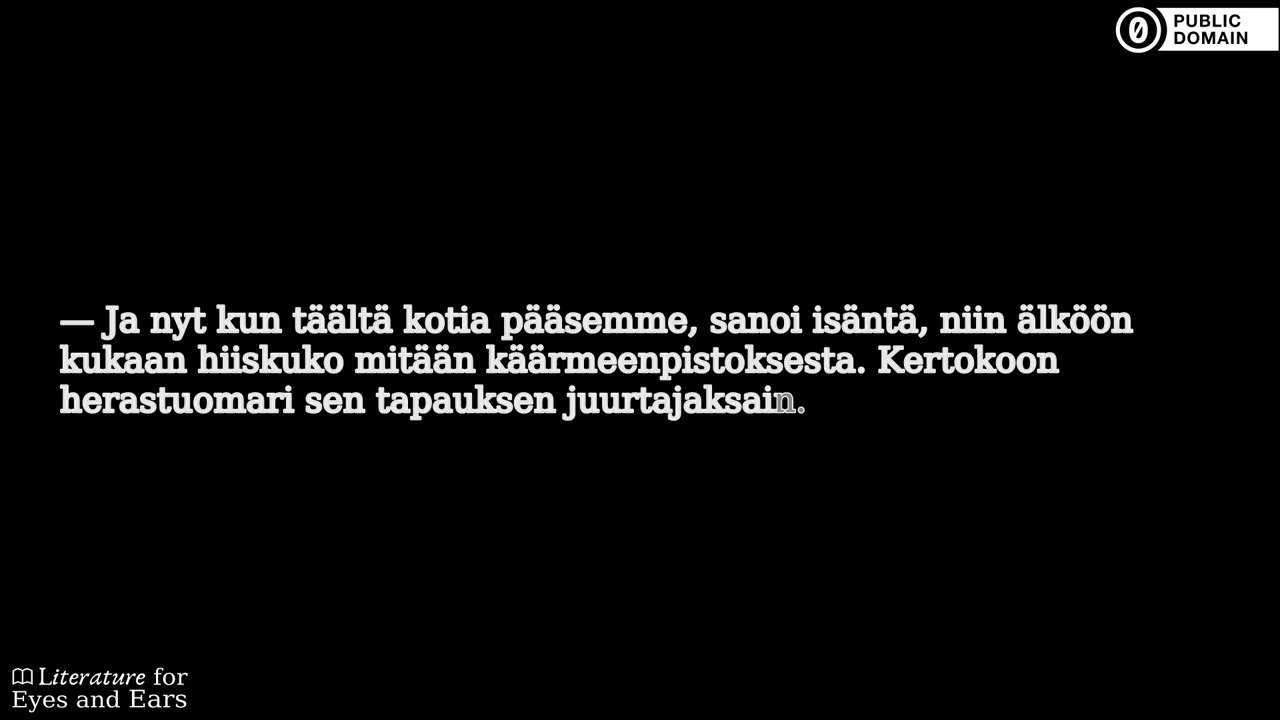 PUBLIC
DOMAIN
— Ja nyt kun täältä kotia pääsemme, sanoi isäntä, niin älköön
kukaan hiiskuko mitään käärmeenpistoksesta. Kertokoon
herastuomari sen tapauksen juurtajaksain.
Literature for
Eyes and Ears